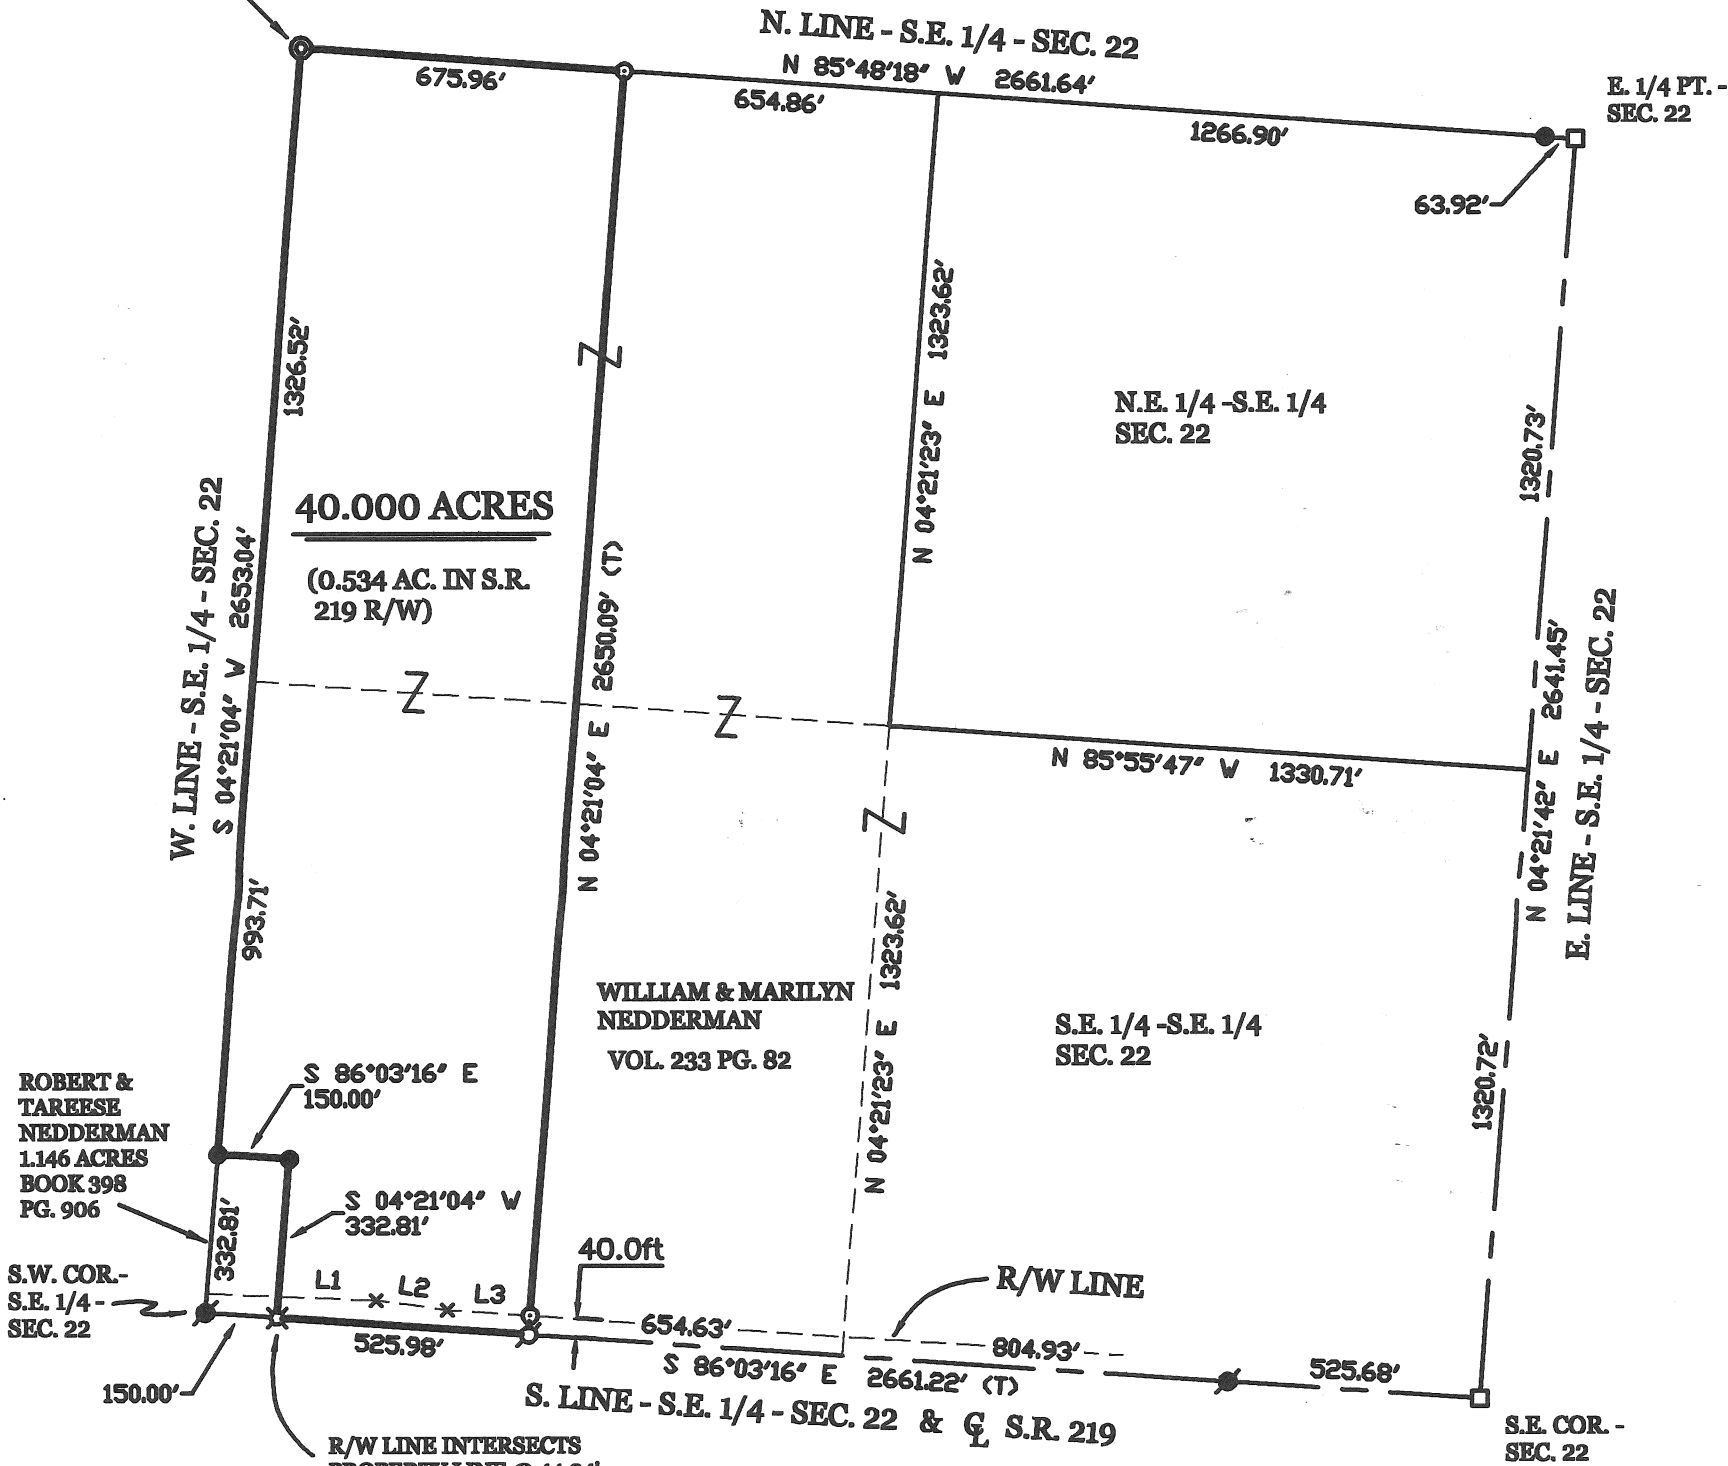 N. LINE - S.E. 1/4 - SEC. 22
N 85°48'18" W 2661.64'
675.96'
654.86'
1266.90'
E. 1/4 PT. -
SEC. 22
63.92'
1326.52'
N 04°21'23" E 1323.62'
N.E. 1/4 -S.E. 1/4
SEC. 22
1320.73'
40.000 ACRES
(0.534 AC. IN S.R.
219 R/W)
W. LINE - S.E. 1/4 - SEC. 22
S 04°21'04" W 2653.04'
N 04°21'04" E 2650.09' (T)
N 85°55'47" W 1330.71'
N 04°21'42" E 2641.45'
E. LINE - S.E. 1/4 - SEC. 22
993.71'
N 04°21'23" E 1323.62'
WILLIAM & MARILYN
NEDDERMAN
VOL. 233 PG. 82
S.E. 1/4 -S.E. 1/4
SEC. 22
1320.72'
S 86°03'16" E
150.00'
ROBERT &
TAREESE
NEDDERMAN
1.146 ACRES
BOOK 398
PG. 906
S 04°21'04" W
332.81'
332.81'
S.W. COR.-
S.E. 1/4 -
SEC. 22
L1
L2
L3
40.0ft
R/W LINE
525.98'
654.63'
804.93'
525.68'
150.00'
S 86°03'16" E 2661.22' (T)
S. LINE - S.E. 1/4 - SEC. 22 & ℄ S.R. 219
S.E. COR. -
SEC. 22
R/W LINE INTERSECTS